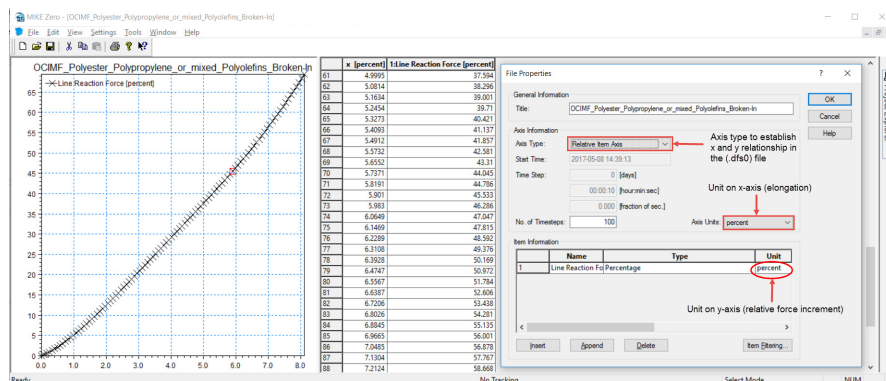 MIKE Zero - [OCIMF_Polyester_Polypropylene_or_mixed_Polyolefins_Broken-In]
File Edit View Settings Tools Window Help
OCIMF_Polyester_Polypropylene_or_mixed_Polyolefins_Broken-In
Line Reaction Force [percent]
65
60
55
50
45
40
35
30
25
20
15
10
5
0
0.0 1.0 2.0 3.0 4.0 5.0 6.0 7.0 8.0
x [percent] 1:Line Reaction Force [percent]
61 4.9995 37.594
62 5.0814 38.296
63 5.1634 39.001
64 5.2454 39.71
65 5.3273 40.421
66 5.4093 41.137
67 5.4912 41.857
68 5.5732 42.581
69 5.6552 43.31
70 5.7371 44.045
71 5.8191 44.786
72 5.901 45.533
73 5.983 46.286
74 6.0649 47.047
75 6.1469 47.815
76 6.2289 48.592
77 6.3108 49.376
78 6.3928 50.169
79 6.4747 50.972
80 6.5567 51.784
81 6.6387 52.606
82 6.7206 53.438
83 6.8026 54.281
84 6.8845 55.135
85 6.9665 56.001
86 7.0485 56.878
87 7.1304 57.767
88 7.2124 58.668
File Properties
General Information
Title: OCIMF_Polyester_Polypropylene_or_mixed_Polyolefins_Broken-In
OK
Cancel
Help
Axis Information
Axis Type: Relative Item Axis
Start Time: 2017-05-08 14:39:13
Time Step: 0 [days]
00:00:10 [hour:min:sec]
0.000 [fraction of sec.]
No. of Timesteps: 100 Axis Units: percent
Axis type to establish
x and y relationship in
the (.dfs0) file
Unit on x-axis (elongation)
Item Information
Name Type Unit
1 Line Reaction Fo Percentage percent
Unit on y-axis (relative force increment)
Insert Append Delete Item Filtering...
Ready No Tracking Select Mode NUM